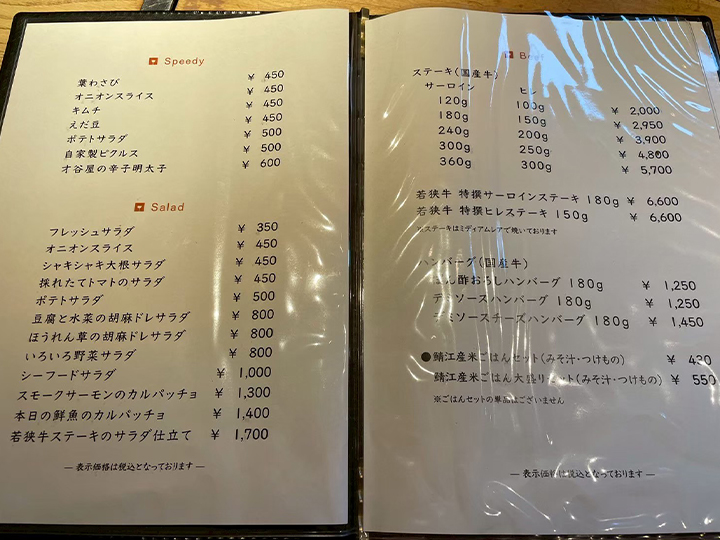 Speedy
葉わさび ¥ 450
オニオンスライス ¥ 450
キムチ ¥ 450
えだ豆 ¥ 450
ポテトサラダ ¥ 500
自家製ピクルス ¥ 500
才谷屋の辛子明太子 ¥ 600
Salad
フレッシュサラダ ¥ 350
オニオンスライス ¥ 450
シャキシャキ大根サラダ ¥ 450
採れたてトマトのサラダ ¥ 450
ポテトサラダ ¥ 500
豆腐と水菜の胡麻ドレサラダ ¥ 800
ほうれん草の胡麻ドレサラダ ¥ 800
いろいろ野菜サラダ ¥ 800
シーフードサラダ ¥ 1,000
スモークサーモンのカルパッチョ ¥ 1,300
本日の鮮魚のカルパッチョ ¥ 1,400
若狭牛ステーキのサラダ仕立て ¥ 1,700
― 表示価格は税込となっております ―
Beef
ステーキ(国産牛)
サーロイン ヒレ
120g 100g ¥ 2,000
180g 150g ¥ 2,950
240g 200g ¥ 3,900
300g 250g ¥ 4,800
360g 300g ¥ 5,700
若狭牛 特撰サーロインステーキ 180g ¥ 6,600
若狭牛 特撰ヒレステーキ 150g ¥ 6,600
※ステーキはミディアムレアで焼いております
ハンバーグ(国産牛)
ぽん酢おろしハンバーグ 180g ¥ 1,250
デミソースハンバーグ 180g ¥ 1,250
デミソースチーズハンバーグ 180g ¥ 1,450
●鯖江産米ごはんセット(みそ汁・つけもの) ¥ 430
鯖江産米ごはん大盛りセット(みそ汁・つけもの) ¥ 550
※ごはんセットの単品はございません
― 表示価格は税込となっております ―